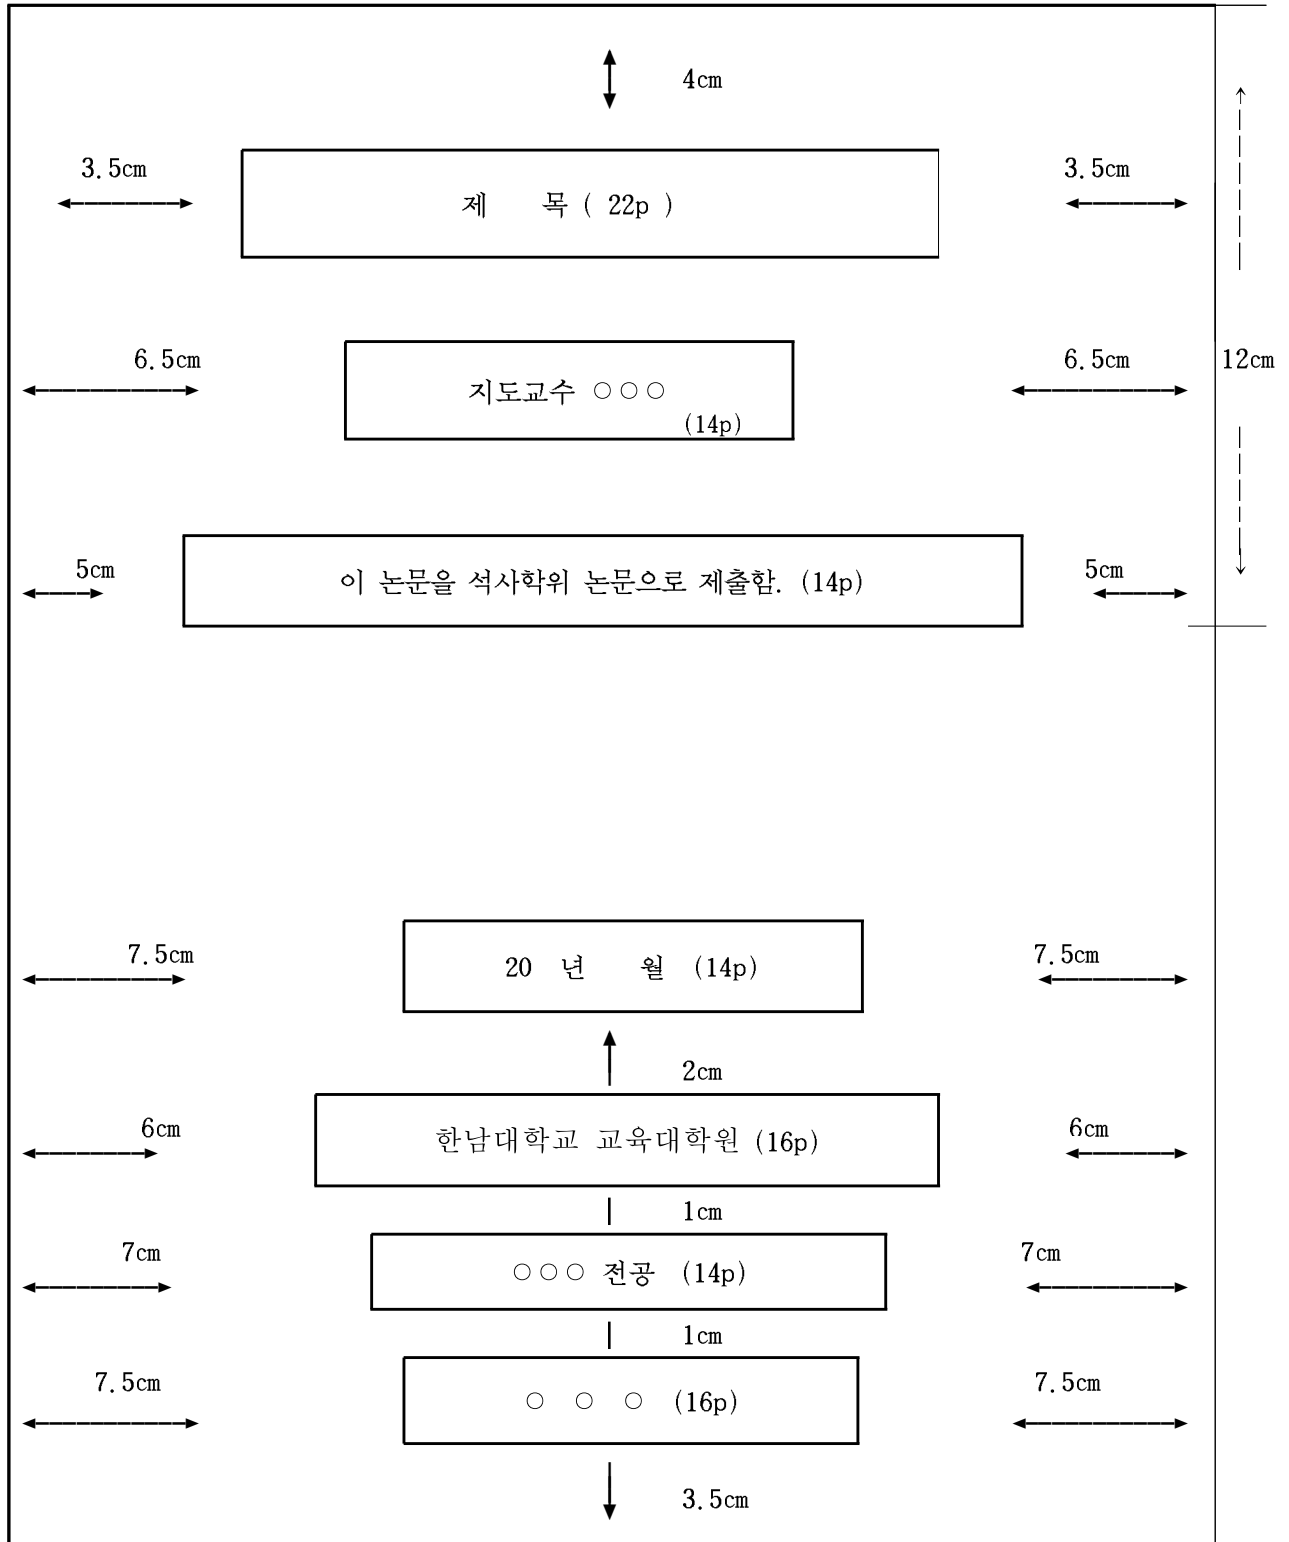 4cm
3.5cm 3.5cm
제 목 ( 22p )
6.5cm 6.5cm 12cm
지도교수 ○○○
(14p)
5cm 5cm
이 논문을 석사학위 논문으로 제출함. (14p)
7.5cm 7.5cm
20 년 월 (14p)
2cm
6cm 6cm
한남대학교 교육대학원 (16p)
1cm
7cm 7cm
○○○ 전공 (14p)
1cm
7.5cm 7.5cm
○ ○ ○ (16p)
3.5cm